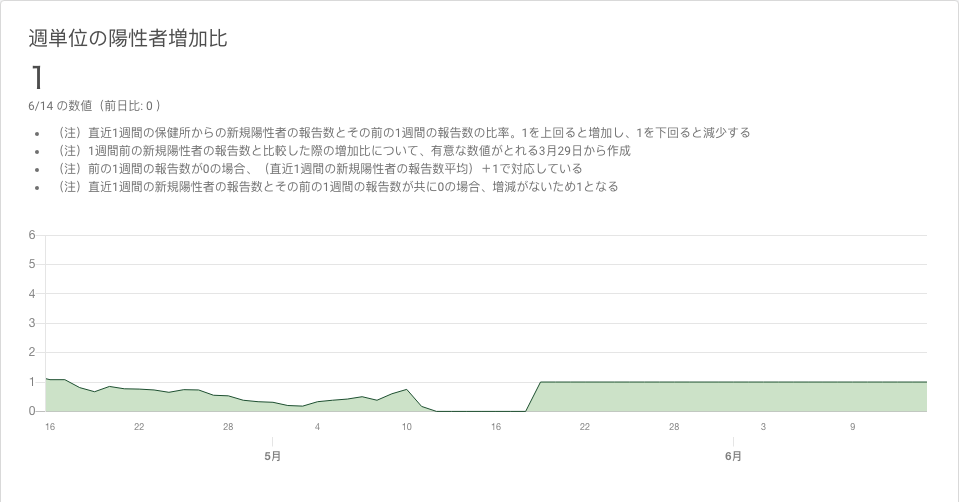 週単位の陽性者増加比
1
6/14 の数値（前日比: 0 ）
• （注）直近1週間の保健所からの新規陽性者の報告数とその前の1週間の報告数の比率。1を上回ると増加し、1を下回ると減少する
• （注）1週間前の新規陽性者の報告数と比較した際の増加比について、有意な数値がとれる3月29日から作成
• （注）前の1週間の報告数が0の場合、（直近1週間の新規陽性者の報告数平均）＋1で対応している
• （注）直近1週間の新規陽性者の報告数とその前の1週間の報告数が共に0の場合、増減がないため1となる
6
5
4
3
2
1
0
16 22 28 4 10 16 22 28 3 9
5月 6月